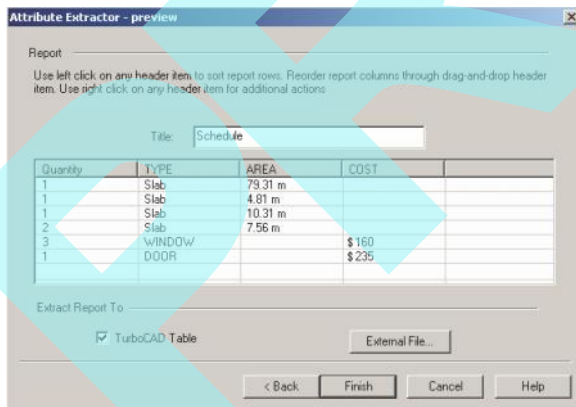 Attribute Extractor - preview
Report
Use left click on any header item to sort report rows. Reorder report columns through drag-and-drop header
item. Use right click on any header item for additional actions
Title: Schedule
Quantity TYPE AREA COST
1 Slab 79.31 m
1 Slab 4.81 m
1 Slab 10.31 m
2 Slab 7.56 m
3 WINDOW $ 160
1 DOOR $ 235
Extract Report To
TurboCAD Table External File...
< Back Finish Cancel Help